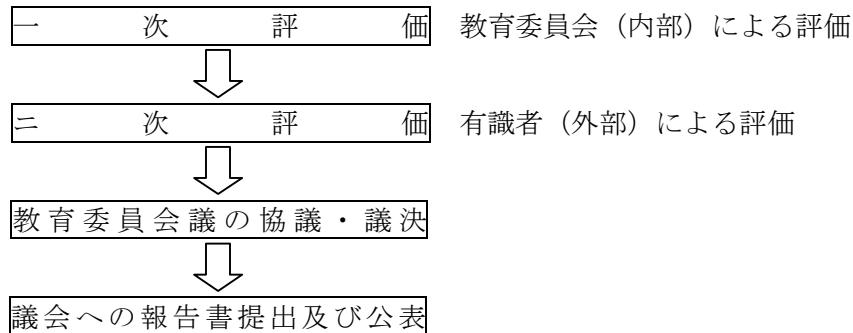 一次評価 教育委員会（内部）による評価
二次評価 有識者（外部）による評価
教育委員会議の協議・議決
議会への報告書提出及び公表